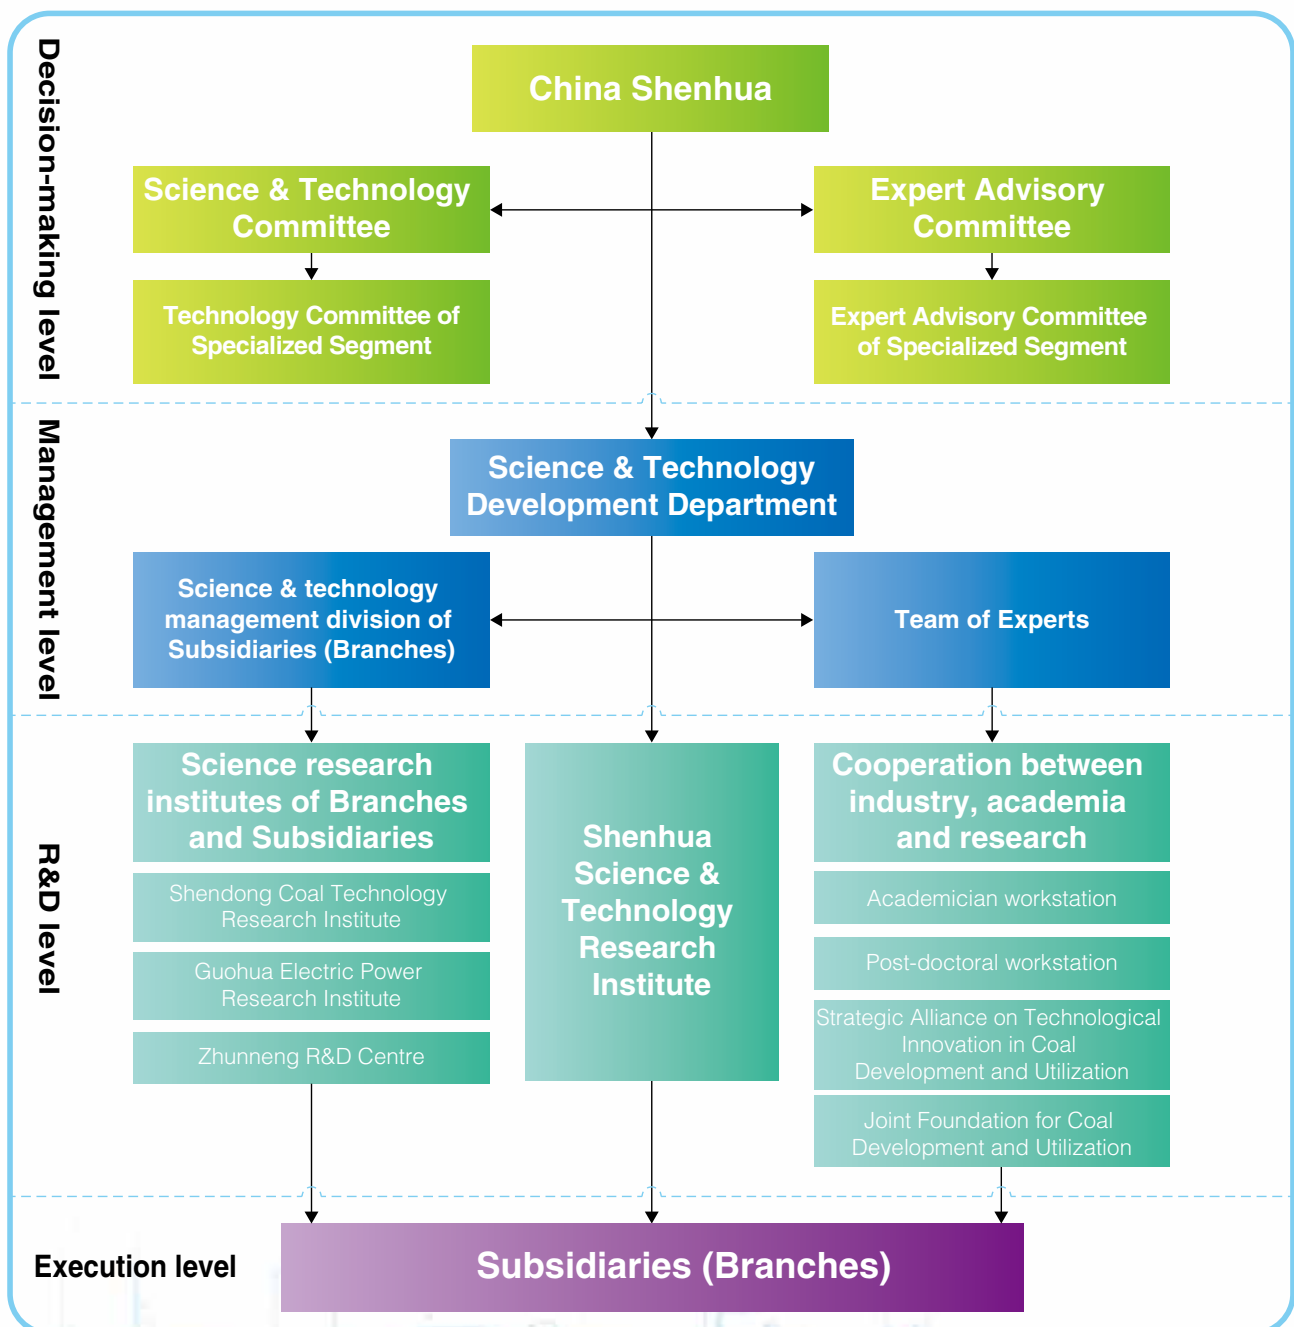 Decision-making level
China Shenhua
Science & Technology
Committee
Expert Advisory
Committee
Technology Committee of
Specialized Segment
Expert Advisory Committee
of Specialized Segment
Management level
Science & Technology
Development Department
Science & technology
management division of
Subsidiaries (Branches)
Team of Experts
R&D level
Science research
institutes of Branches
and Subsidiaries
Shendong Coal Technology
Research Institute
Guohua Electric Power
Research Institute
Zhunneng R&D Centre
Shenhua
Science &
Technology
Research
Institute
Cooperation between
industry, academia
and research
Academician workstation
Post-doctoral workstation
Strategic Alliance on Technological
Innovation in Coal
Development and Utilization
Joint Foundation for Coal
Development and Utilization
Execution level
Subsidiaries (Branches)